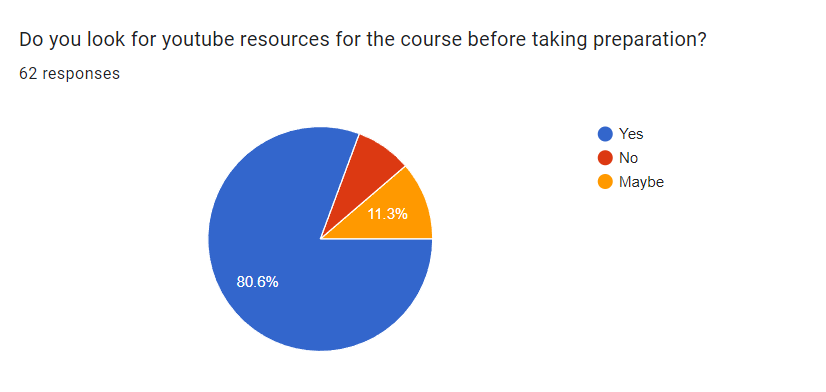 Do you look for youtube resources for the course before taking preparation?
62 responses
Yes
No
Maybe
11.3%
80.6%